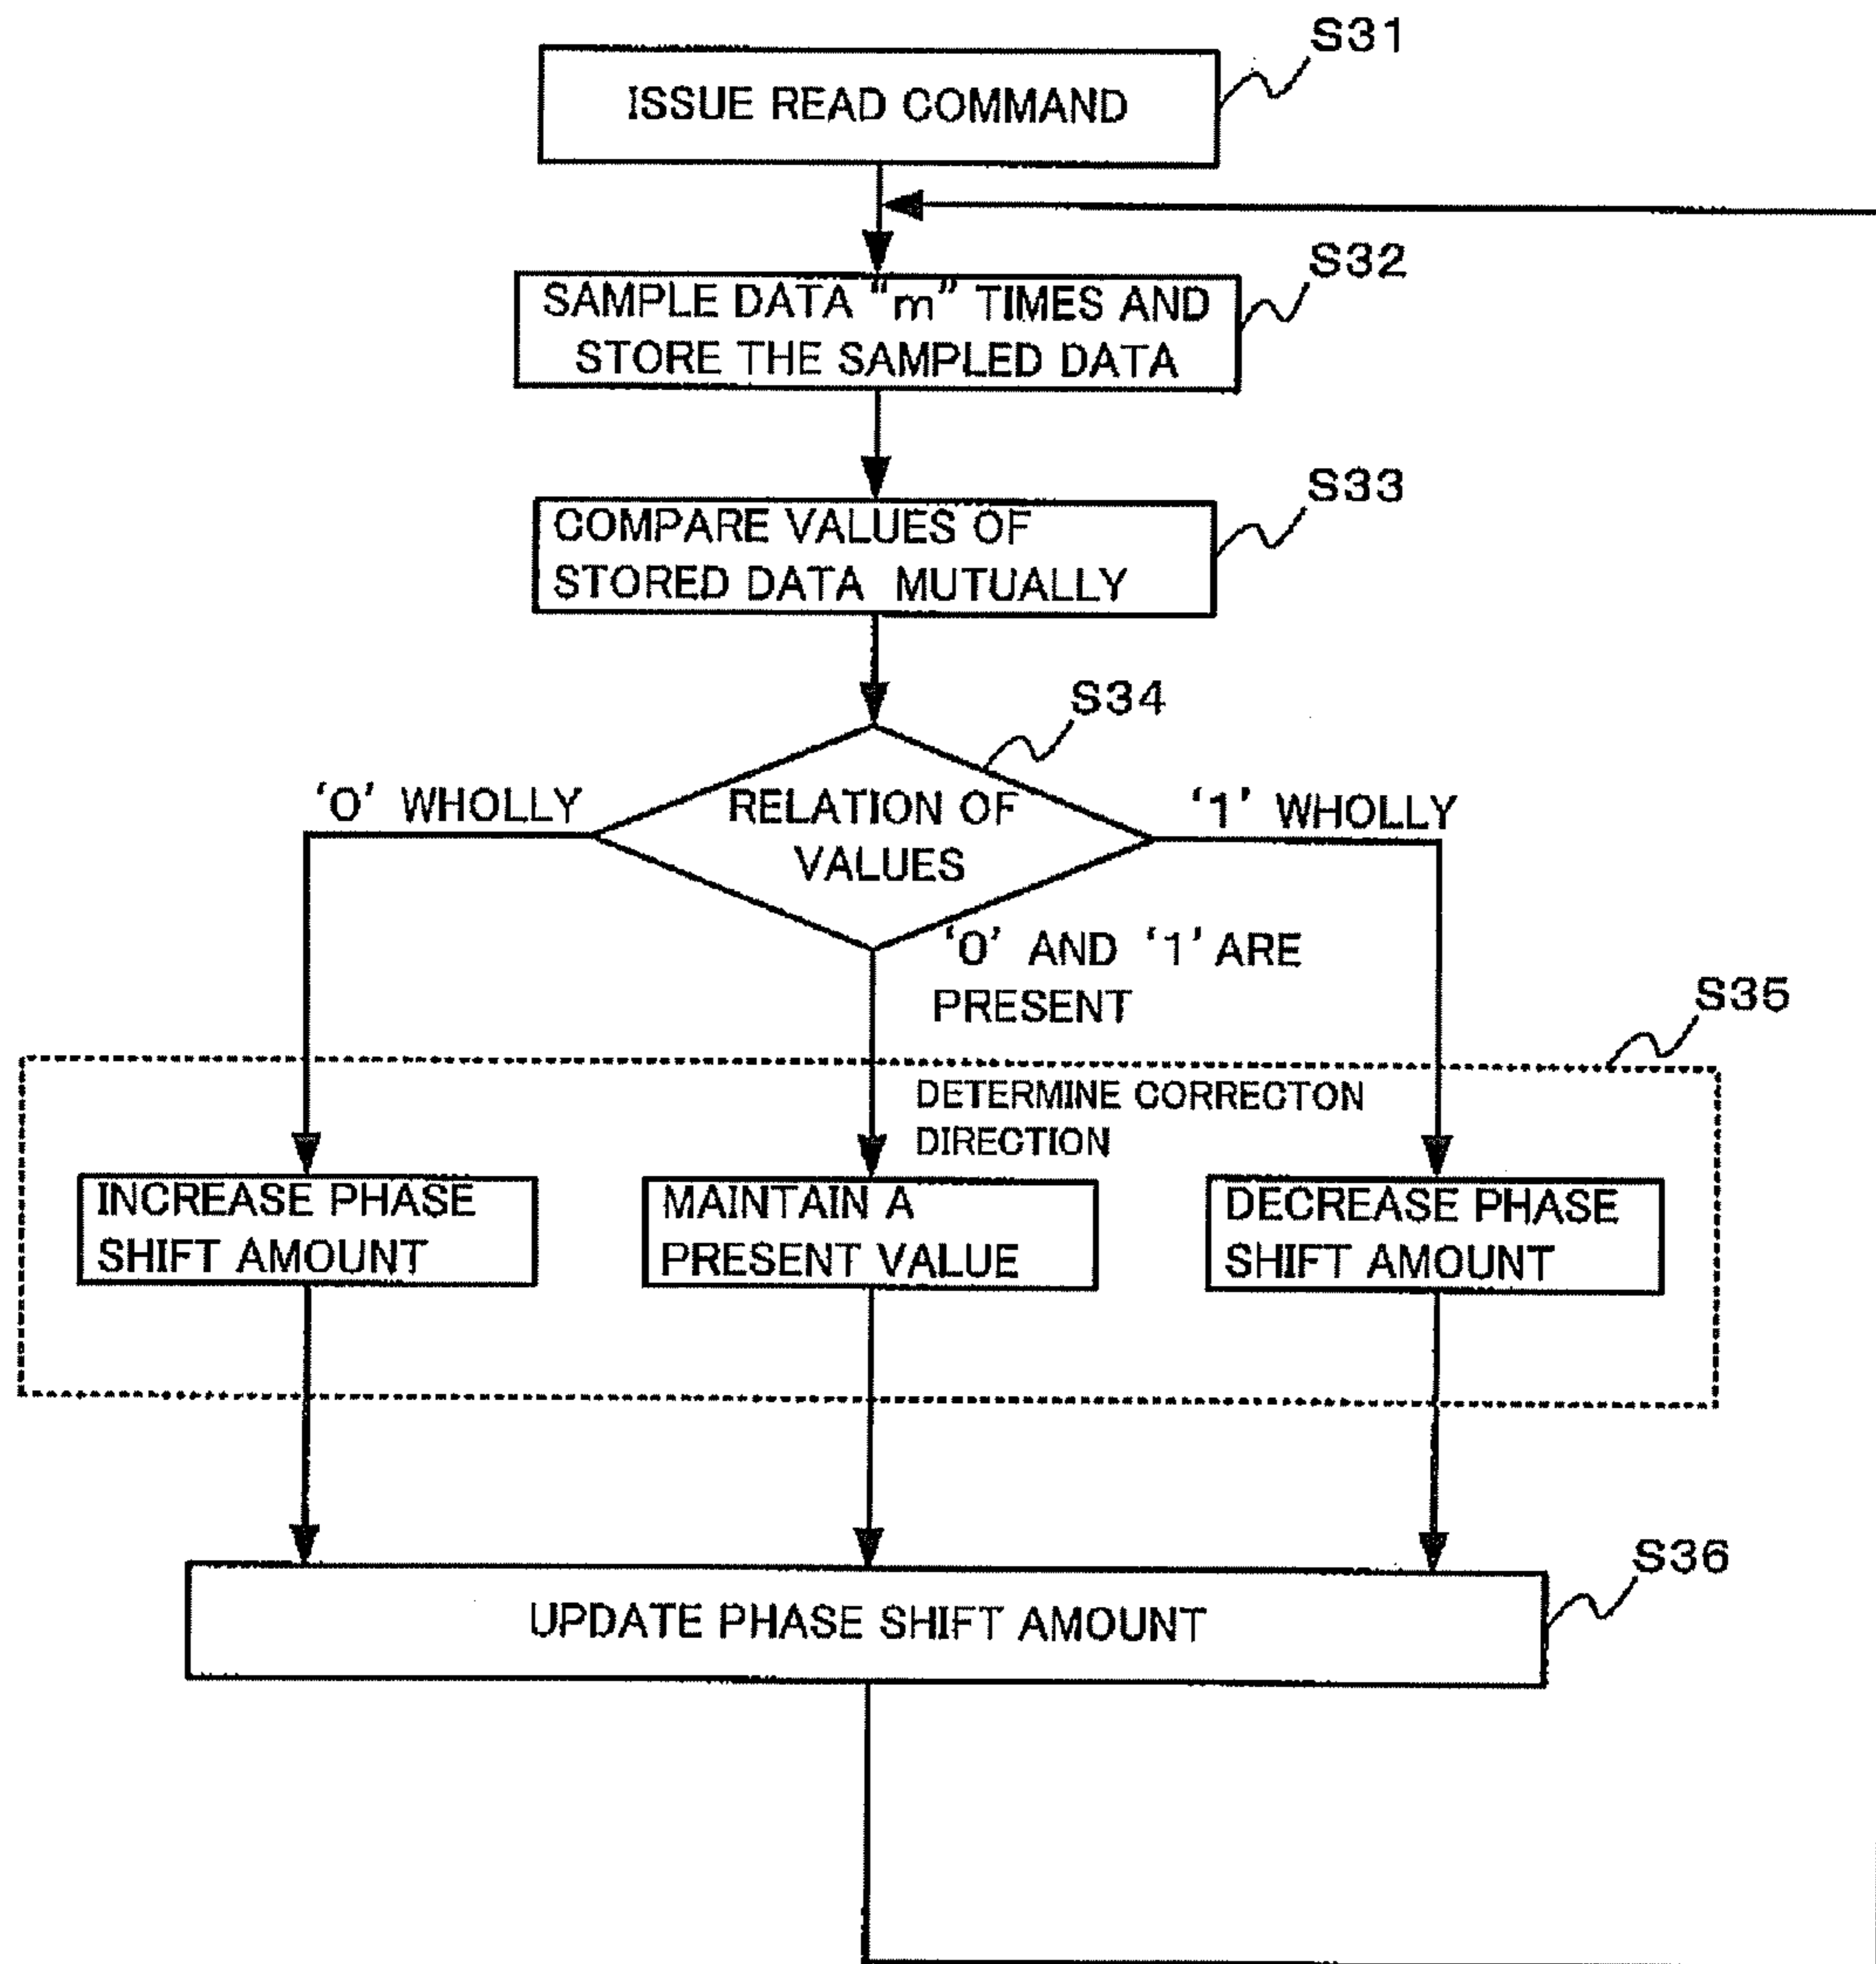 S31
ISSUE READ COMMAND
S32
SAMPLE DATA "m" TIMES AND
STORE THE SAMPLED DATA
S33
COMPARE VALUES OF
STORED DATA MUTUALLY
S34
'0' WHOLLY
RELATION OF
VALUES
'1' WHOLLY
'0' AND '1' ARE
PRESENT
S35
DETERMINE CORRECTON
DIRECTION
INCREASE PHASE
SHIFT AMOUNT
MAINTAIN A
PRESENT VALUE
DECREASE PHASE
SHIFT AMOUNT
S36
UPDATE PHASE SHIFT AMOUNT